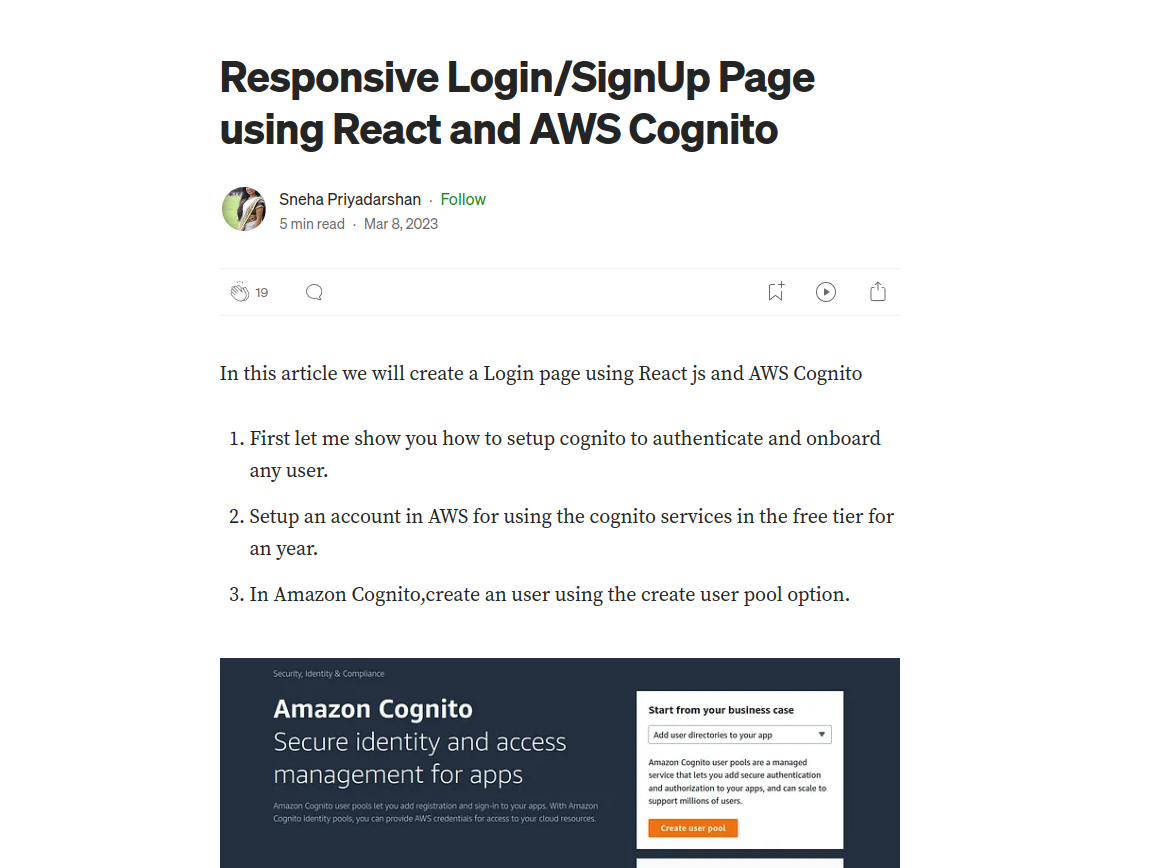 Responsive Login/SignUp Page
using React and AWS Cognito
Sneha Priyadarshan · Follow
5 min read · Mar 8, 2023
19
In this article we will create a Login page using React js and AWS Cognito
1. First let me show you how to setup cognito to authenticate and onboard
any user.
2. Setup an account in AWS for using the cognito services in the free tier for
an year.
3. In Amazon Cognito,create an user using the create user pool option.
Security, Identity & Compliance
Amazon Cognito
Secure identity and access
management for apps
Amazon Cognito user pools let you add registration and sign-in to your apps. With Amazon
Cognito identity pools, you can provide AWS credentials for access to your cloud resources.
Start from your business case
Add user directories to your app
Amazon Cognito user pools are a managed
service that lets you add secure authentication
and authorization to your apps, and can scale to
support millions of users.
Create user pool